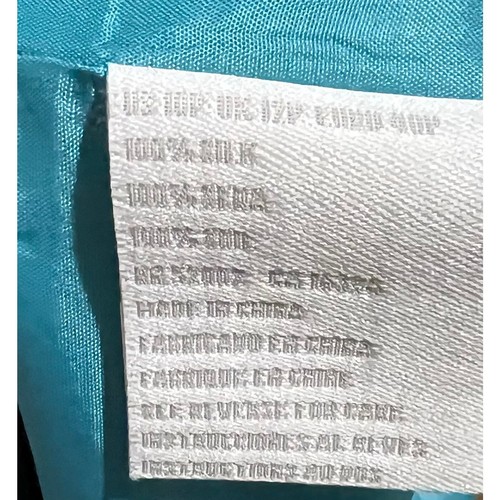 100% SILK
100% SEDA
100% SOIE
MADE IN CHINA
FABRICADO EN CHINA
FABRIQUE EN CHINE
SEE REVERSE FOR CARE
INSTRUCCIONES AL REVES
INSTRUCTIONS AU DOS